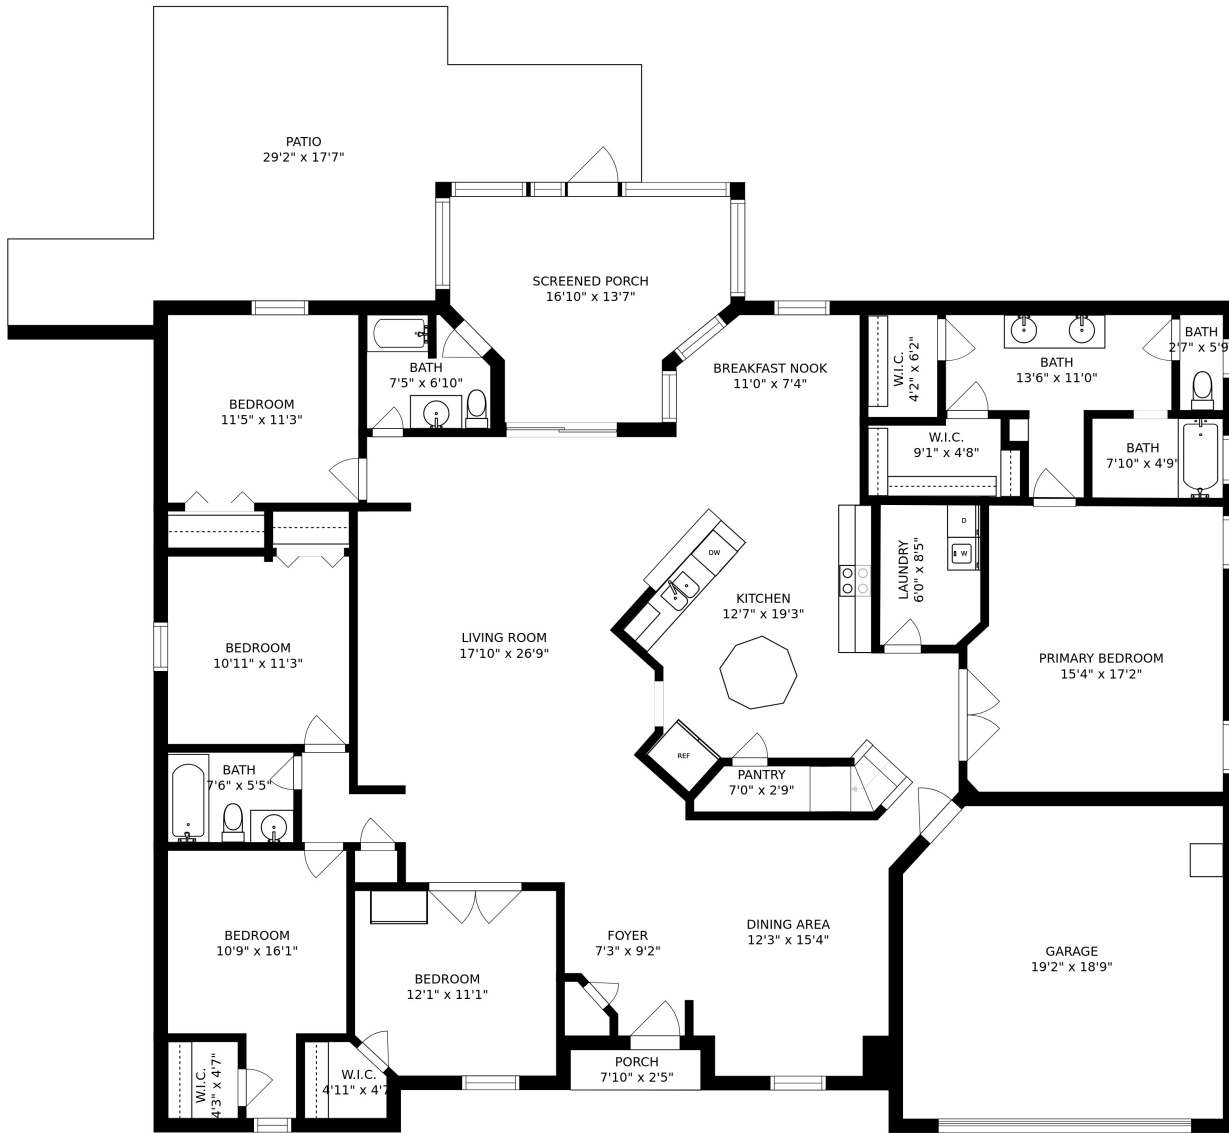 PATIO
29'2" x 17'7"
SCREENED PORCH
16'10" x 13'7"
BREAKFAST NOOK
11'0" x 7'4"
W.I.C.
4'2" x 6'2"
BATH
13'6" x 11'0"
BATH
2'7" x 5'9
BATH
7'5" x 6'10"
BEDROOM
11'5" x 11'3"
W.I.C.
9'1" x 4'8"
BATH
7'10" x 4'9"
DW
D
W
LAUNDRY
6'0" x 8'5"
KITCHEN
12'7" x 19'3"
LIVING ROOM
17'10" x 26'9"
BEDROOM
10'11" x 11'3"
PRIMARY BEDROOM
15'4" x 17'2"
REF
BATH
7'6" x 5'5"
PANTRY
7'0" x 2'9"
BEDROOM
10'9" x 16'1"
FOYER
7'3" x 9'2"
DINING AREA
12'3" x 15'4"
GARAGE
19'2" x 18'9"
BEDROOM
12'1" x 11'1"
PORCH
7'10" x 2'5"
W.I.C.
4'3" x 4'7"
W.I.C.
4'11" x 4'7